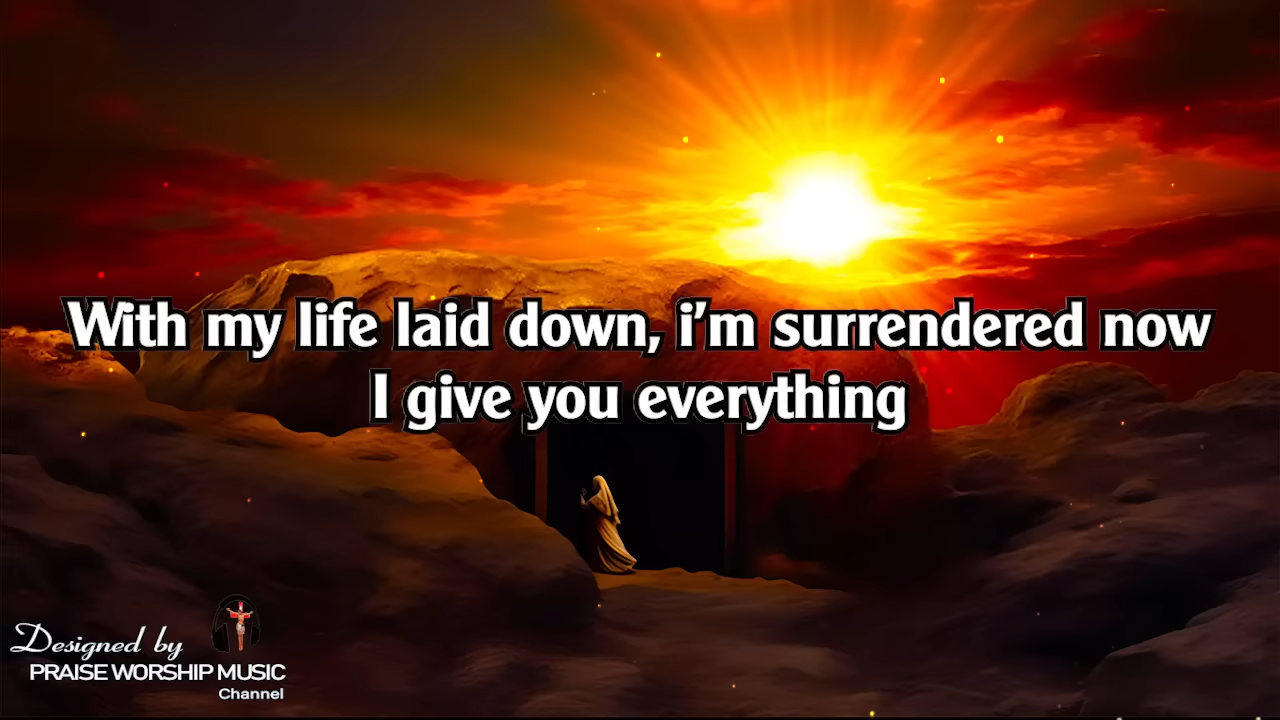 With my life laid down, i'm surrendered now
I give you everything
Designed by
PRAISE WORSHIP MUSIC
Channel